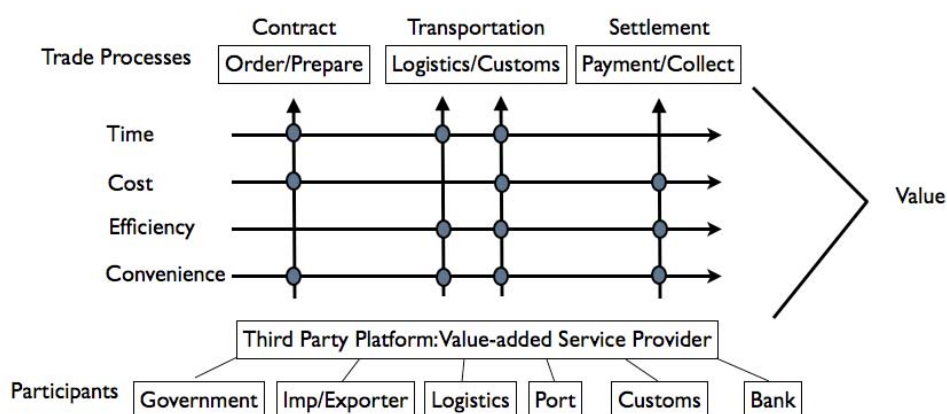 Contract Transportation Settlement
Trade Processes Order/Prepare Logistics/Customs Payment/Collect
Time
Cost
Value
Efficiency
Convenience
Third Party Platform:Value-added Service Provider
Participants Government Imp/Exporter Logistics Port Customs Bank